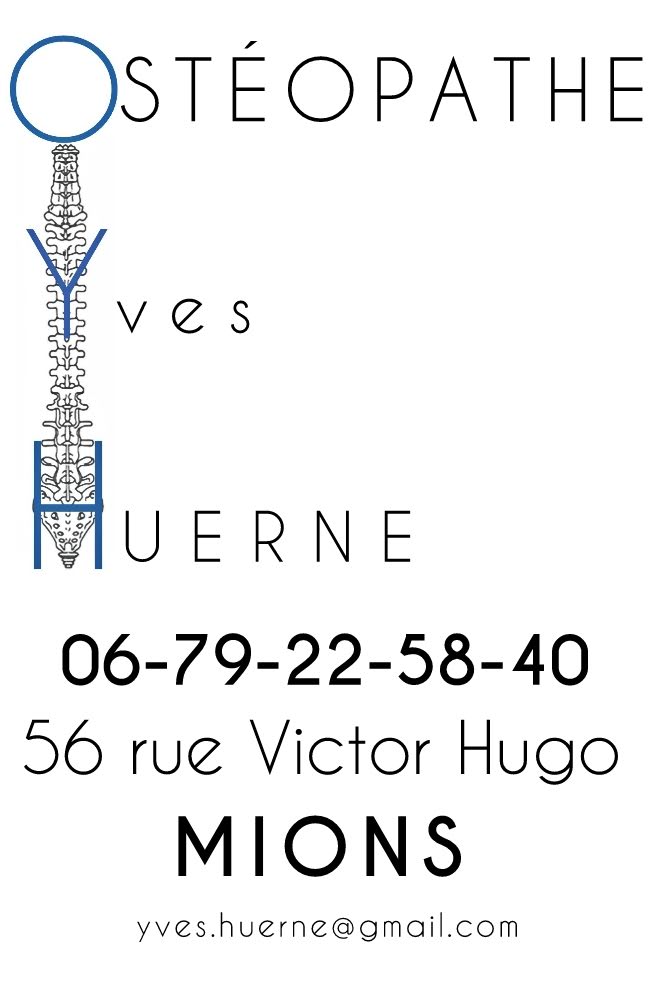 OSTÉOPATHE
Yves
HUERNE
06-79-22-58-40
56 rue Victor Hugo
MIONS
yves.huerne@gmail.com